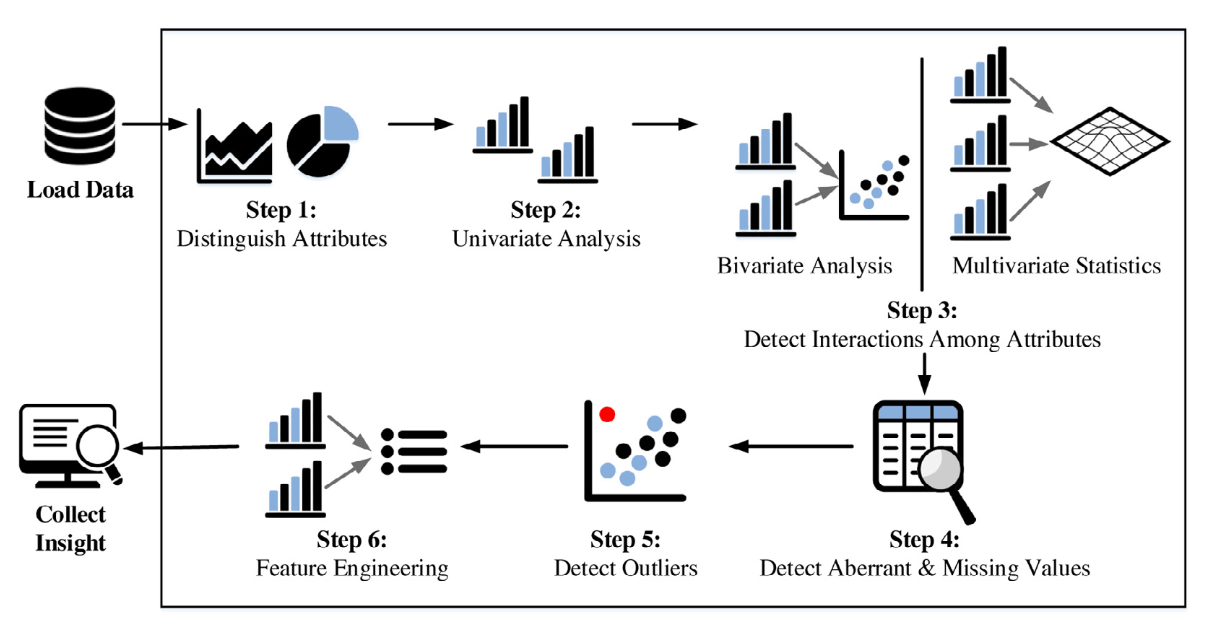 Load Data
Step 1:
Distinguish Attributes
Step 2:
Univariate Analysis
Bivariate Analysis
Multivariate Statistics
Step 3:
Detect Interactions Among Attributes
Step 4:
Detect Aberrant & Missing Values
Step 5:
Detect Outliers
Step 6:
Feature Engineering
Collect
Insight